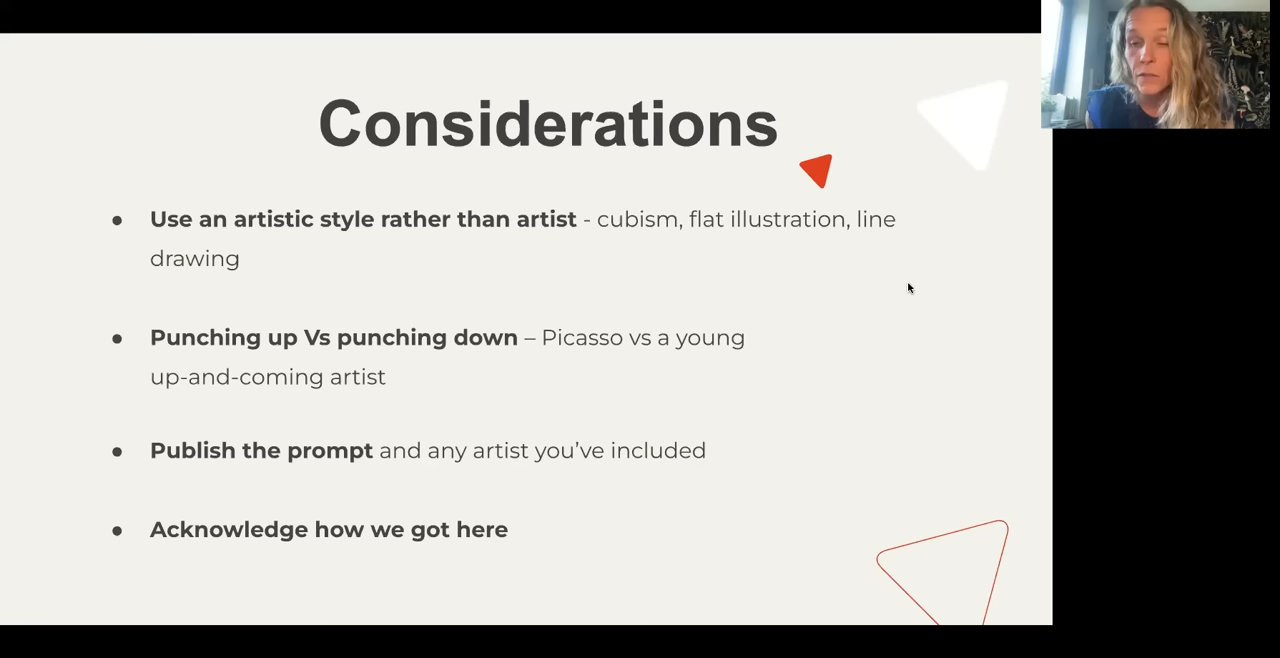 Considerations
● Use an artistic style rather than artist - cubism, flat illustration, line
drawing
● Punching up Vs punching down – Picasso vs a young
up-and-coming artist
● Publish the prompt and any artist you’ve included
● Acknowledge how we got here